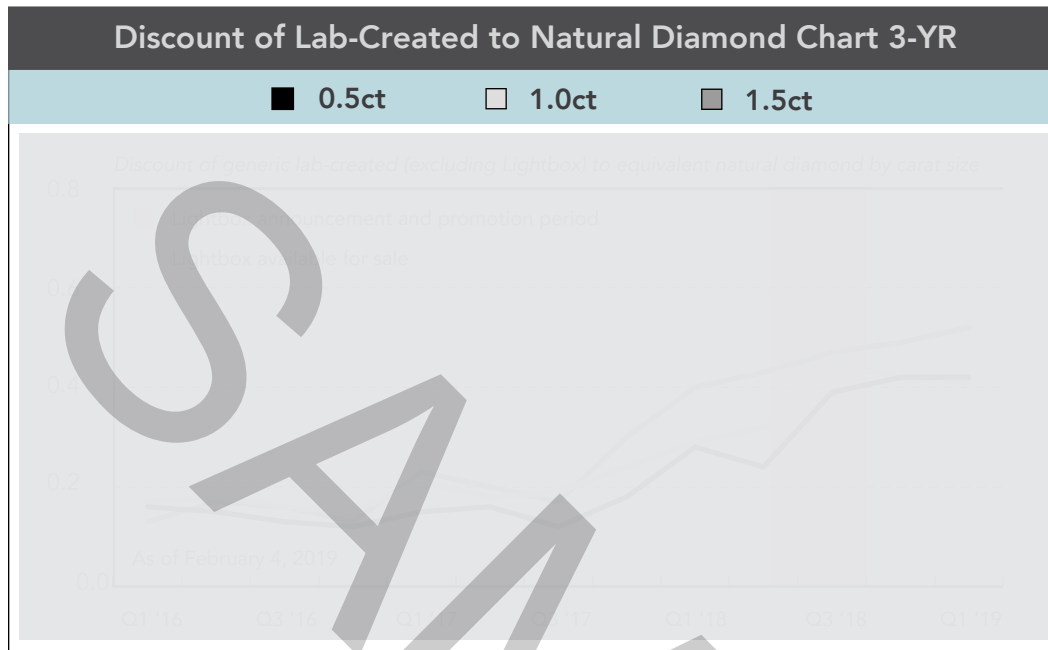 Discount of Lab-Created to Natural Diamond Chart 3-YR
0.5ct 1.0ct 1.5ct
Discount of generic lab-created (excluding Lightbox) to equivalent natural diamond by carat size
0.8
Lightbox announcement and promotion period
Lightbox available for sale
0.6
0.4
0.2
As of February 4, 2019
0.0
Q1 '16 Q3 '16 Q1 '17 Q3 '17 Q1 '18 Q3 '18 Q1 '19
SAM